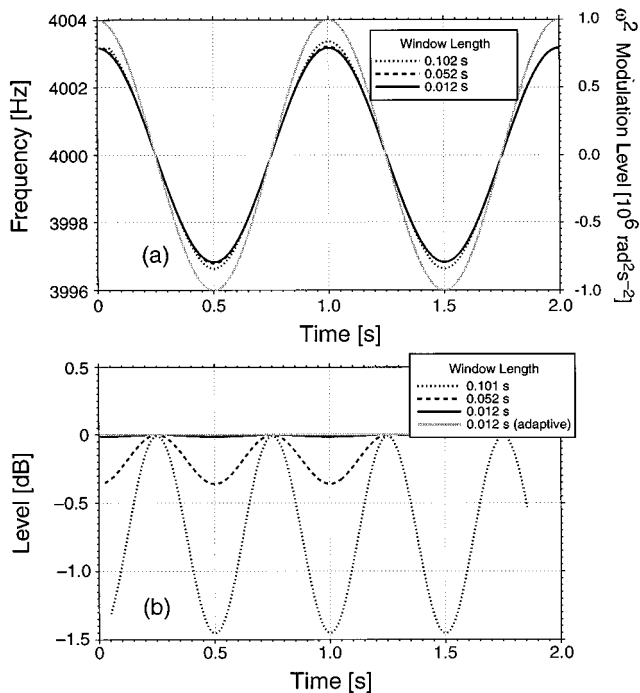 4004
4002
4000
3998
3996
Frequency [Hz]
Window Length
0.102 s
0.052 s
0.012 s
(a)
1.0
0.5
0.0
-0.5
-1.0
ω² Modulation Level [10⁶ rad²s⁻²]
0 0.5 1.0 1.5 2.0
Time [s]
0.5
0
-0.5
-1.0
-1.5
Level [dB]
Window Length
0.101 s
0.052 s
0.012 s
0.012 s (adaptive)
(b)
0.0 0.5 1.0 1.5 2.0
Time [s]